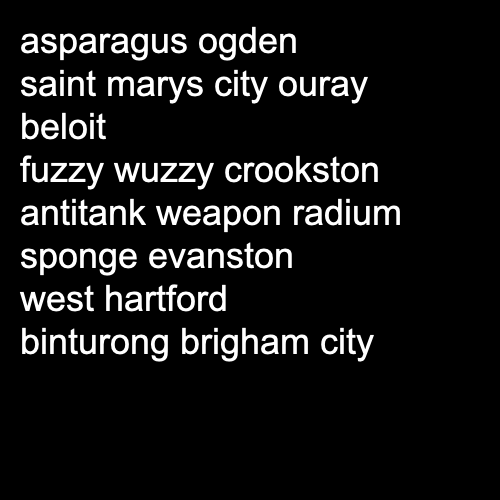 asparagus ogden
saint marys city ouray
beloit
fuzzy wuzzy crookston
antitank weapon radium
sponge evanston
west hartford
binturong brigham city